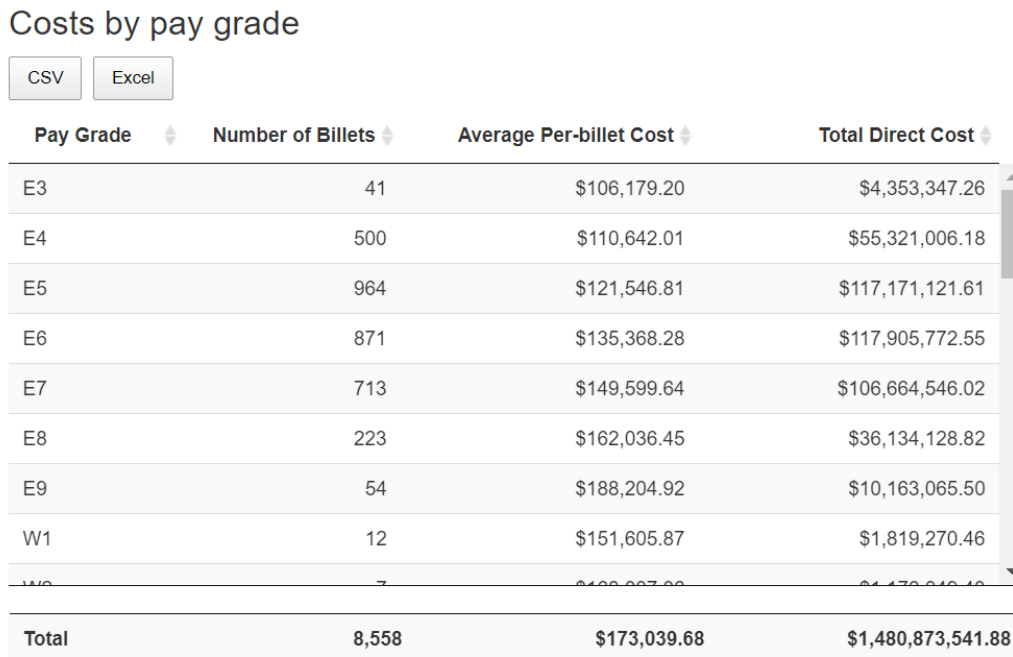 Costs by pay grade
CSV Excel
Pay Grade Number of Billets Average Per-billet Cost Total Direct Cost
E3 41 $106,179.20 $4,353,347.26
E4 500 $110,642.01 $55,321,006.18
E5 964 $121,546.81 $117,171,121.61
E6 871 $135,368.28 $117,905,772.55
E7 713 $149,599.64 $106,664,546.02
E8 223 $162,036.45 $36,134,128.82
E9 54 $188,204.92 $10,163,065.50
W1 12 $151,605.87 $1,819,270.46
Total 8,558 $173,039.68 $1,480,873,541.88